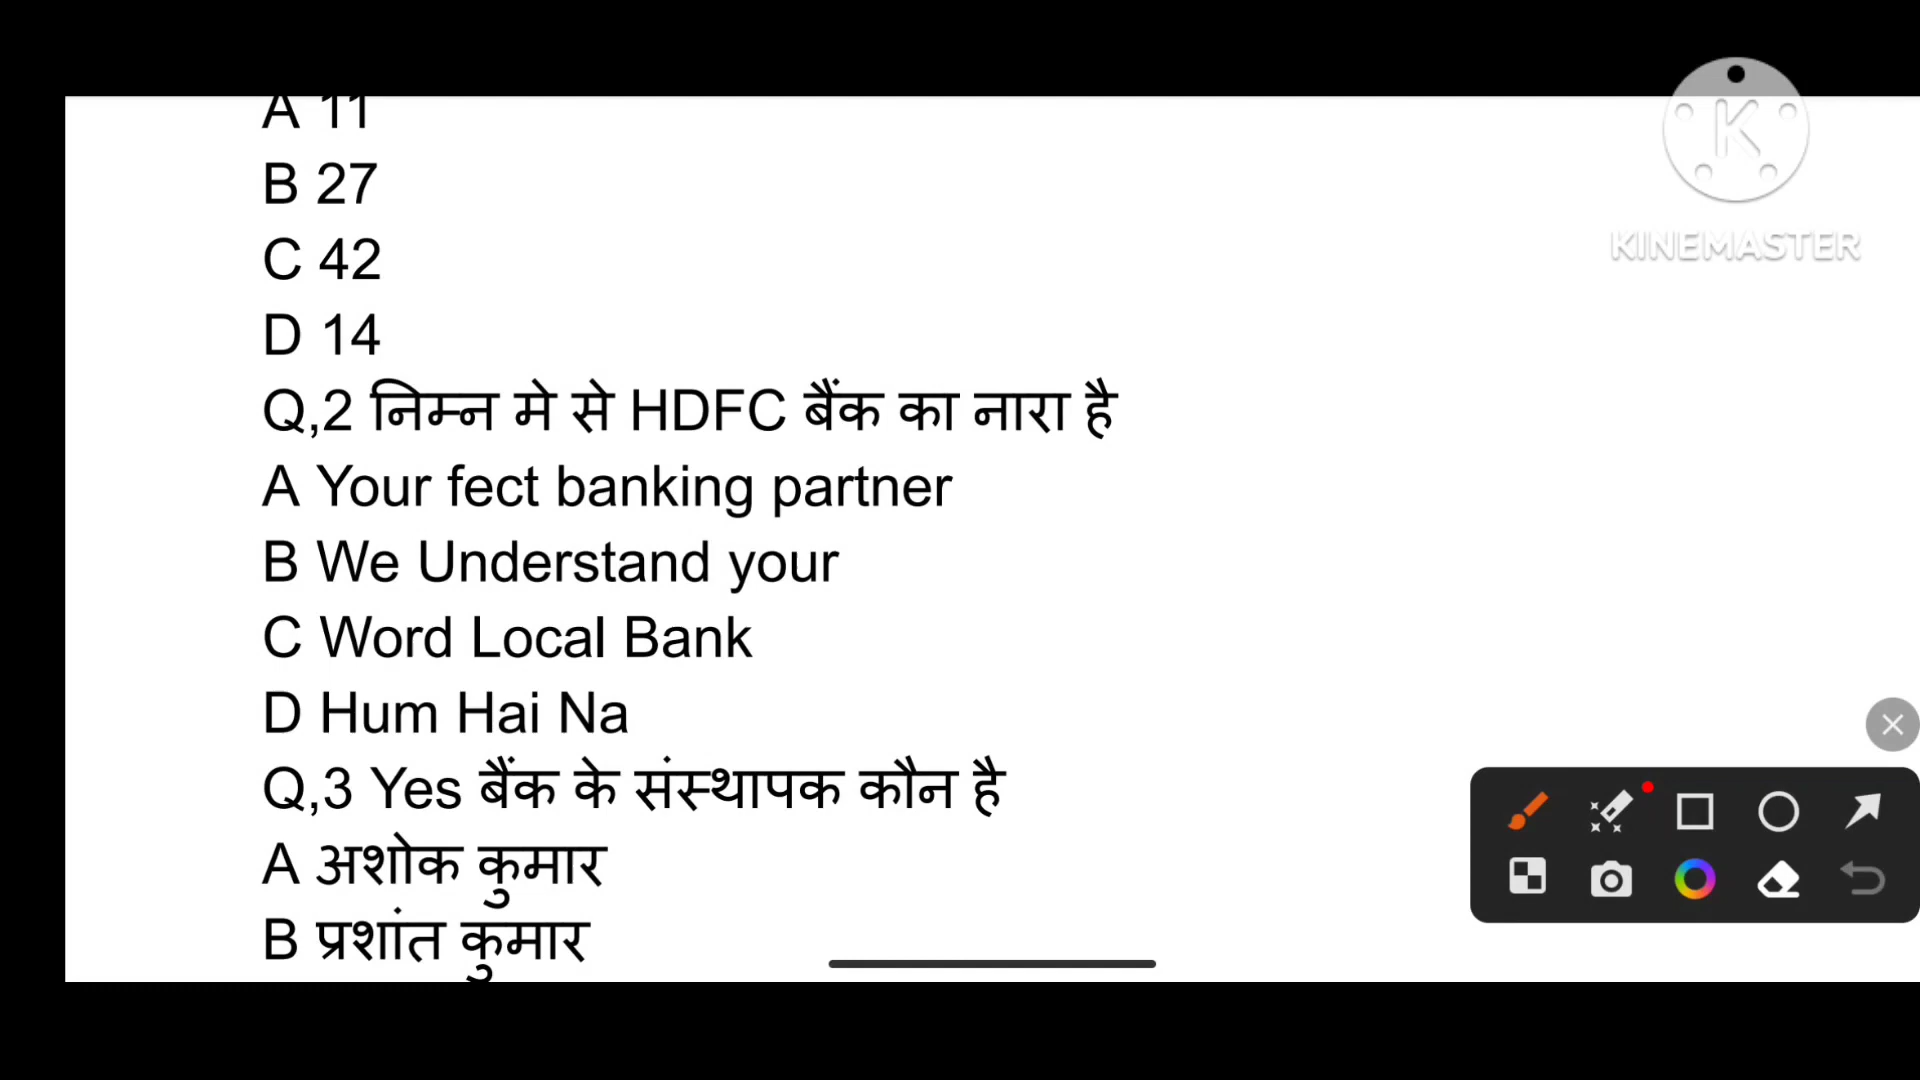 A 11
B 27
C 42
D 14
Q,2 निम्न मे से HDFC बैंक का नारा है
A Your fect banking partner
B We Understand your
C Word Local Bank
D Hum Hai Na
Q,3 Yes बैंक के संस्थापक कौन है
A अशोक कुमार
B प्रशांत कुमार
K
KINEMASTER